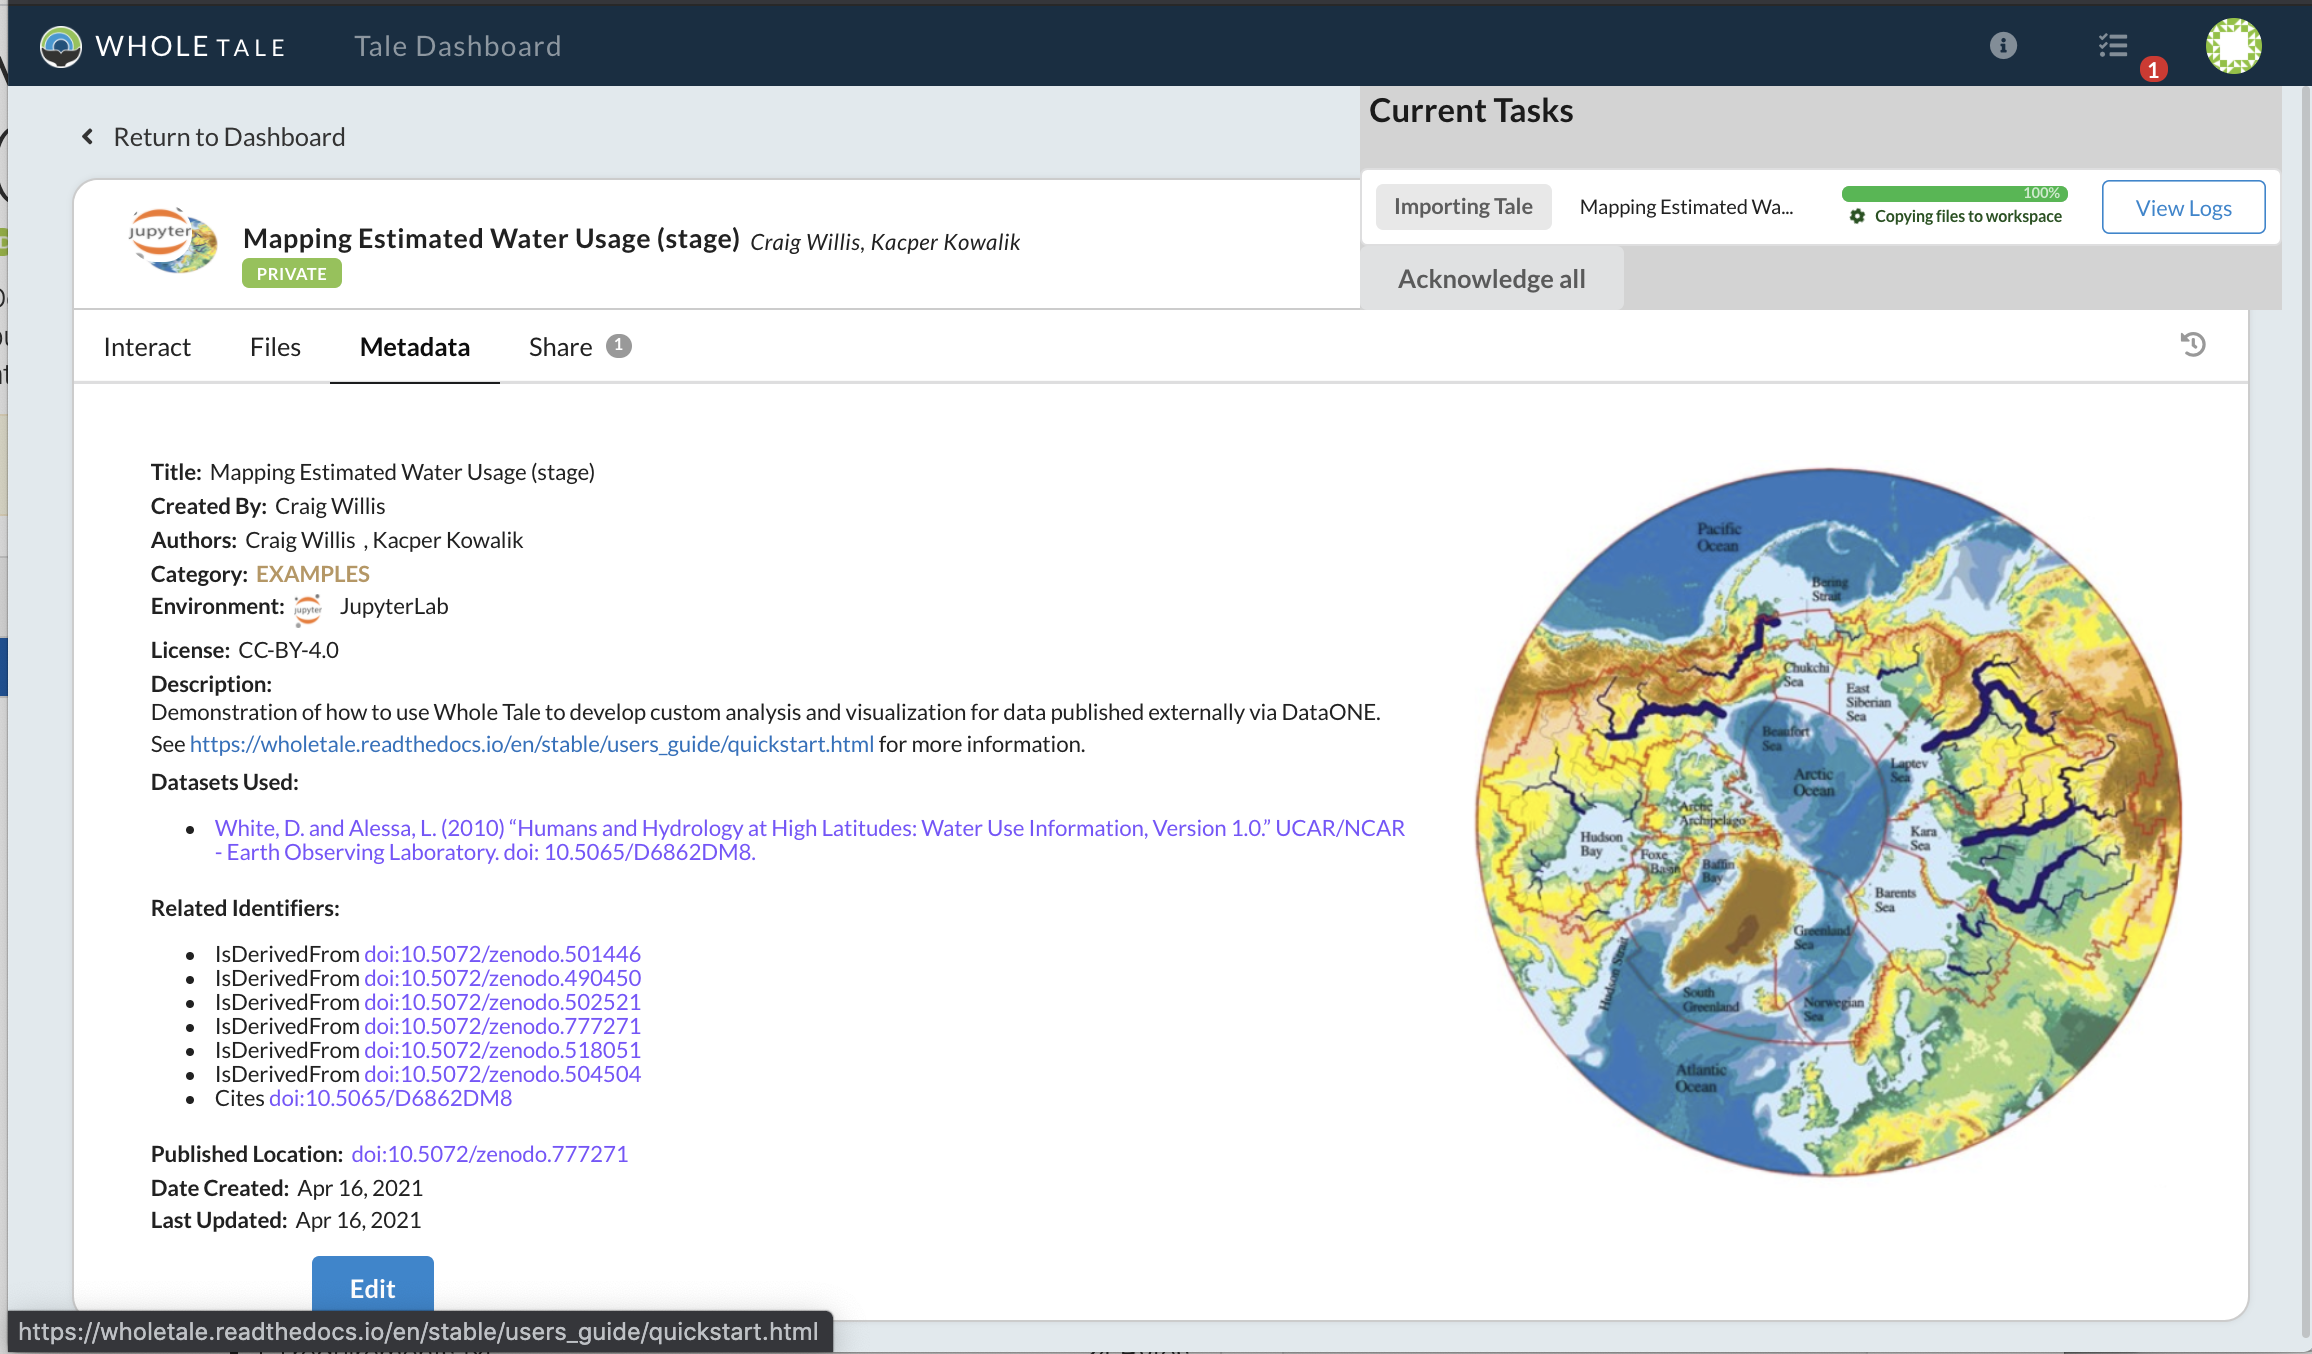 WHOLE TALE Tale Dashboard
1
Return to Dashboard
Current Tasks
Importing Tale Mapping Estimated Wa... 100% View Logs
Copying files to workspace
Acknowledge all
jupyter
Mapping Estimated Water Usage (stage) Craig Willis, Kacper Kowalik
PRIVATE
Interact Files Metadata Share 1
Title: Mapping Estimated Water Usage (stage)
Created By: Craig Willis
Authors: Craig Willis , Kacper Kowalik
Category: EXAMPLES
Environment: jupyter JupyterLab
License: CC-BY-4.0
Description:
Demonstration of how to use Whole Tale to develop custom analysis and visualization for data published externally via DataONE.
See https://wholetale.readthedocs.io/en/stable/users_guide/quickstart.html for more information.
Datasets Used:
White, D. and Alessa, L. (2010) “Humans and Hydrology at High Latitudes: Water Use Information, Version 1.0.” UCAR/NCAR
- Earth Observing Laboratory. doi: 10.5065/D6862DM8.
Related Identifiers:
IsDerivedFrom doi:10.5072/zenodo.501446
IsDerivedFrom doi:10.5072/zenodo.490450
IsDerivedFrom doi:10.5072/zenodo.502521
IsDerivedFrom doi:10.5072/zenodo.777271
IsDerivedFrom doi:10.5072/zenodo.518051
IsDerivedFrom doi:10.5072/zenodo.504504
Cites doi:10.5065/D6862DM8
Published Location: doi:10.5072/zenodo.777271
Date Created: Apr 16, 2021
Last Updated: Apr 16, 2021
Edit
https://wholetale.readthedocs.io/en/stable/users_guide/quickstart.html
Pacific
Ocean
Bering
Strait
Chukchi
Sea
East
Siberian
Sea
Beaufort
Sea
Laptev
Sea
Arctic
Ocean
Arctic
Archipelago
Kara
Sea
Hudson
Bay
Foxe
Basin
Baffin
Bay
Barents
Sea
Greenland
Sea
Hudson Strait
South
Greenland
Norwegian
Sea
Atlantic
Ocean